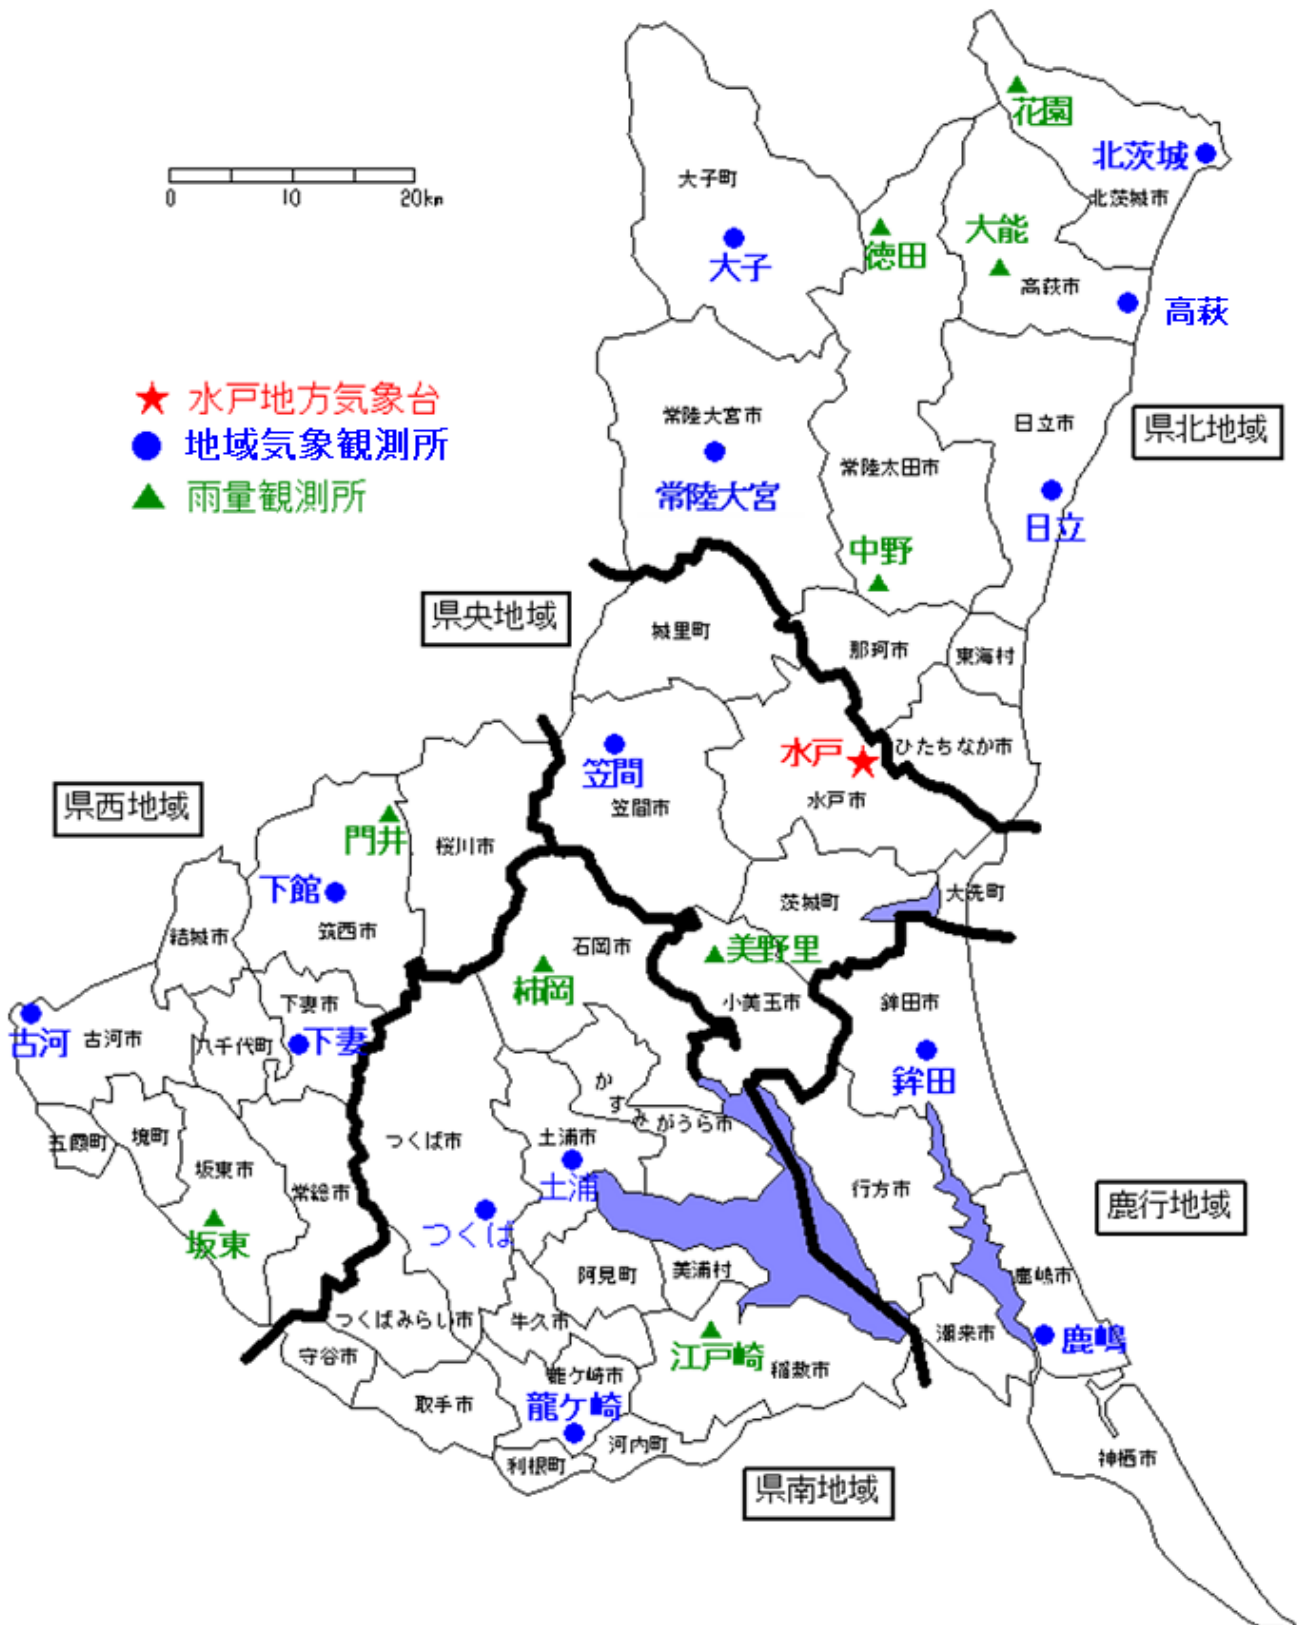 花園
北茨城
大子町
北茨城市
0 10 20km
大能
徳田
大子
高萩市
高萩
水戸地方気象台
常陸大宮市
県北地域
日立市
地域気象観測所
常陸太田市
雨量観測所
常陸大宮
日立
中野
県央地域
城里町
那珂市
東海村
水戸
ひたちなか市
笠間
水戸市
県西地域
笠間市
門井
桜川市
下館
茨城町
大洗町
筑西市
結城市
石岡市
美野里
柿岡
小美玉市
鉾田市
下妻市
古河
古河市
八千代町
下妻
鉾田
かすみがうら市
五霞町
境町
つくば市
土浦市
坂東市
常総市
土浦
行方市
鹿行地域
坂東
つくば
阿見町
美浦村
鹿嶋市
つくばみらい市
牛久市
潮来市
鹿嶋
守谷市
江戸崎
稲敷市
龍ケ崎市
取手市
龍ケ崎
河内町
神栖市
利根町
県南地域